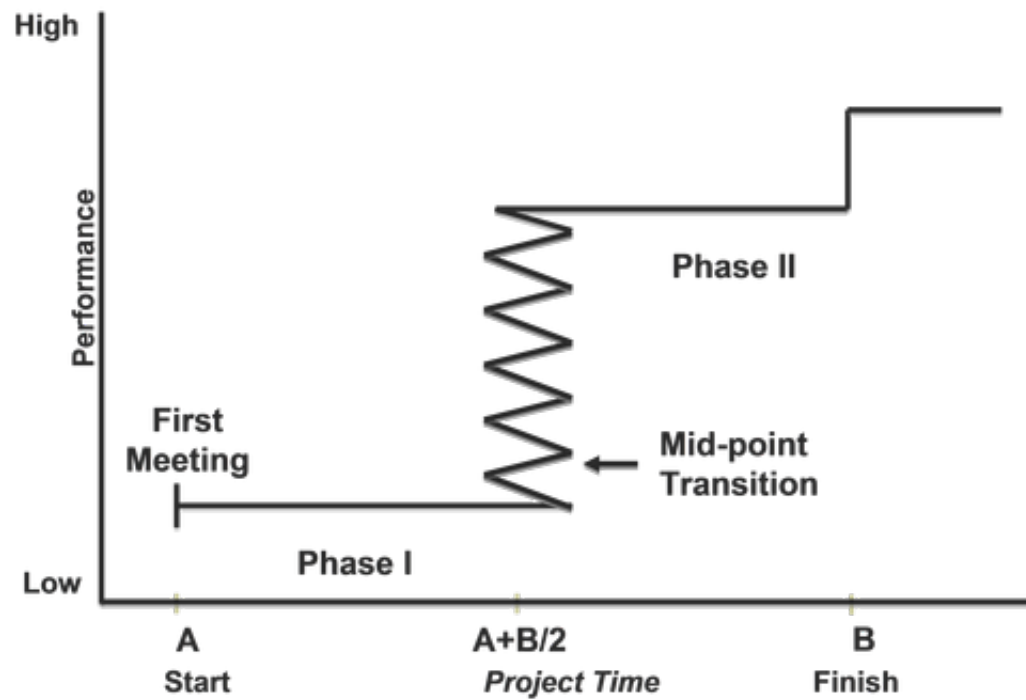 High
Performance
First
Meeting
Phase II
Mid-point
Transition
Phase I
Low
A
A+B/2
B
Start
Project Time
Finish